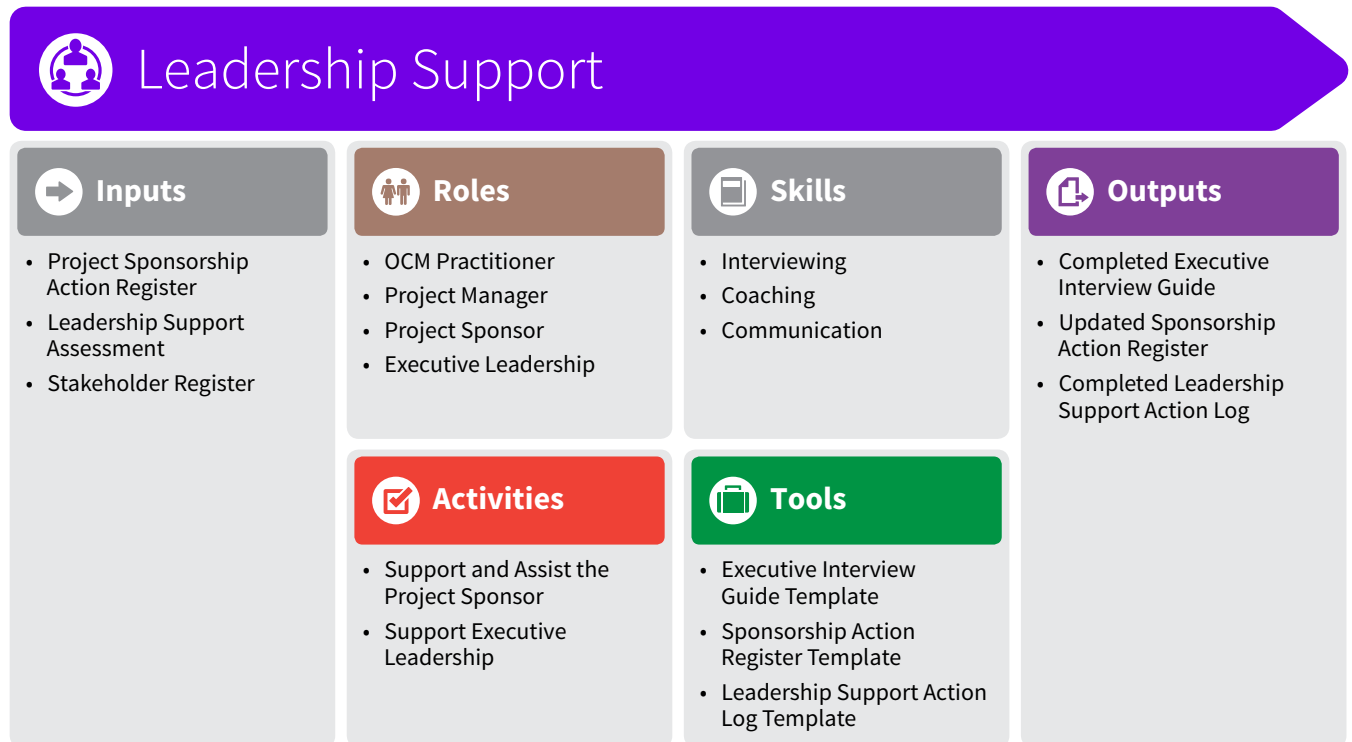 Leadership Support
Inputs
• Project Sponsorship
Action Register
• Leadership Support
Assessment
• Stakeholder Register
Roles
• OCM Practitioner
• Project Manager
• Project Sponsor
• Executive Leadership
Skills
• Interviewing
• Coaching
• Communication
Outputs
• Completed Executive
Interview Guide
• Updated Sponsorship
Action Register
• Completed Leadership
Support Action Log
Activities
• Support and Assist the
Project Sponsor
• Support Executive
Leadership
Tools
• Executive Interview
Guide Template
• Sponsorship Action
Register Template
• Leadership Support Action
Log Template